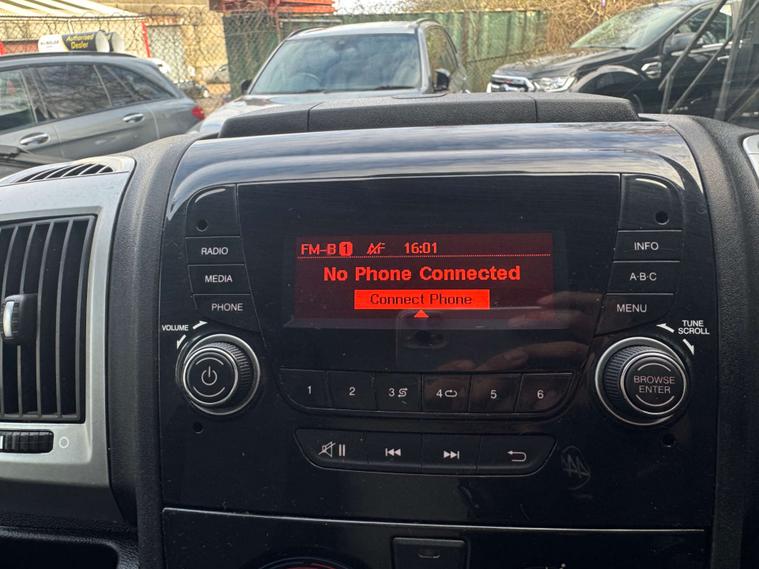 Authorised
Dealer
FM-B 1 AF 16:01
No Phone Connected
Connect Phone
RADIO
MEDIA
PHONE
INFO
A·B·C
MENU
VOLUME
TUNE
SCROLL
BROWSE
ENTER
1 2 3 4 5 6